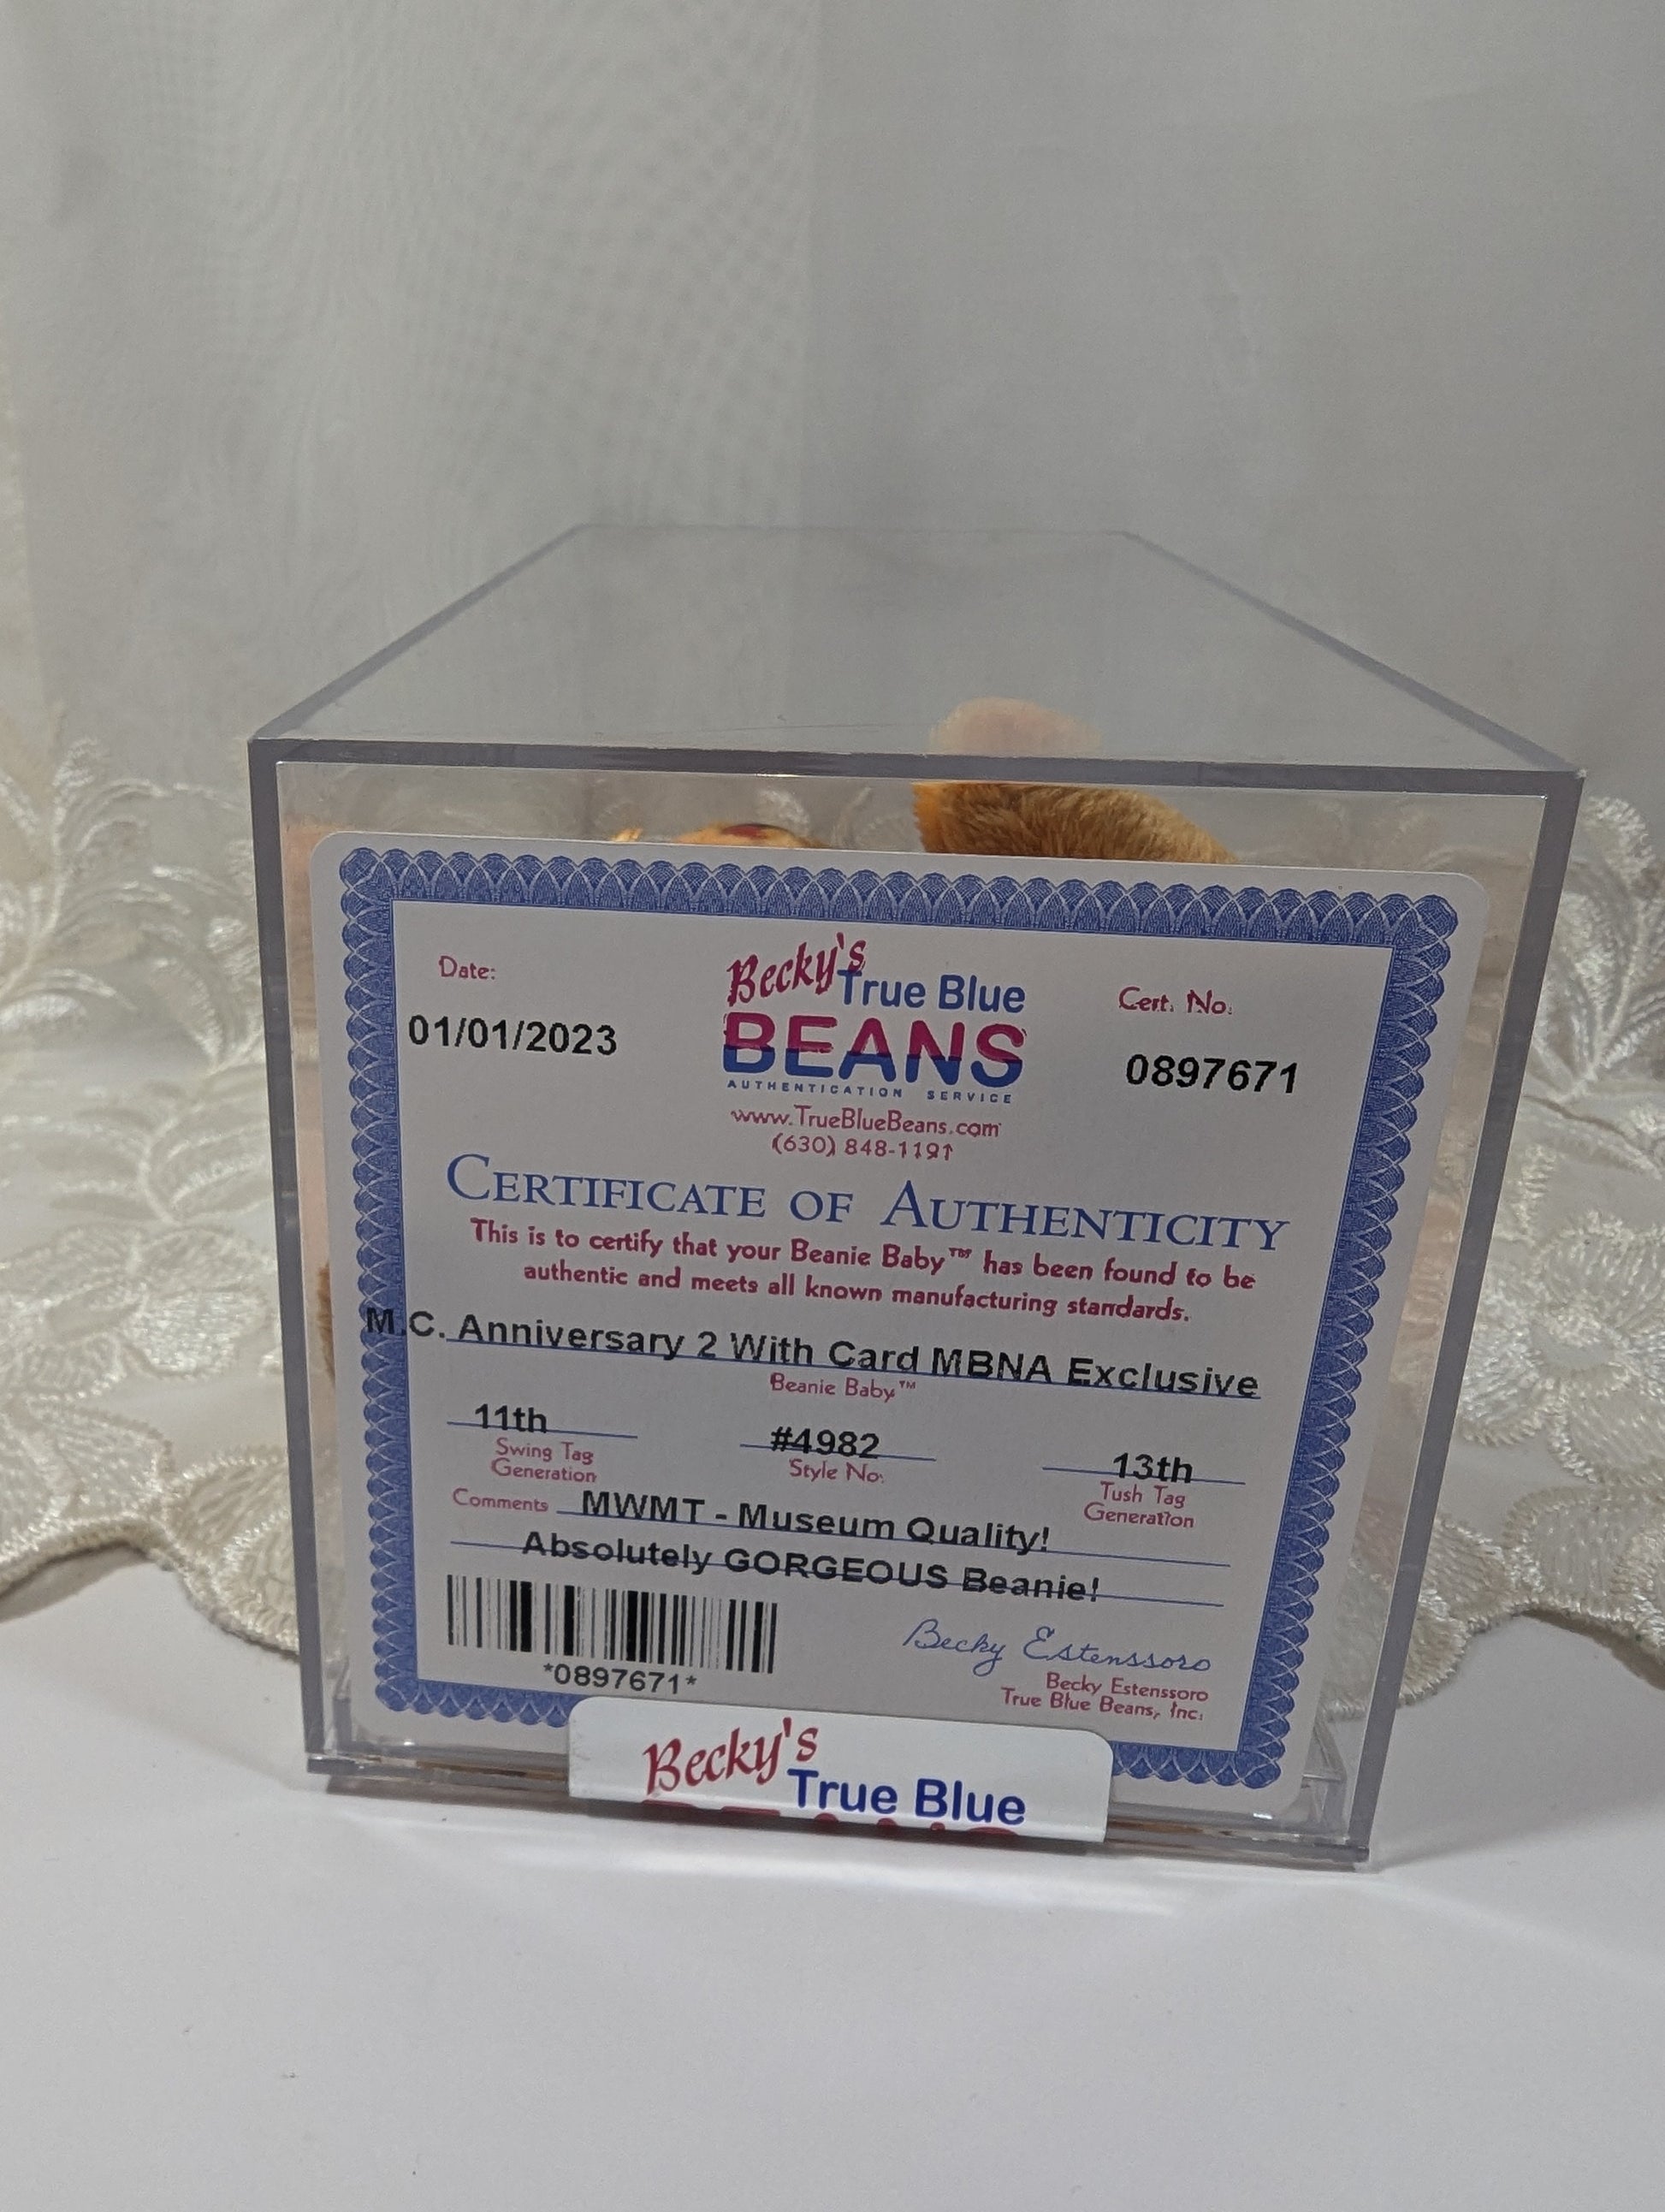 Date:
01/01/2023
Becky's
True Blue
BEANS
AUTHENTICATION SERVICE
www.TrueBlueBeans.com
(630) 848-1191
Cert. No.
0897671
CERTIFICATE OF AUTHENTICITY
This is to certify that your Beanie Baby™ has been found to be
authentic and meets all known manufacturing standards.
M.C. Anniversary 2 With Card MBNA Exclusive
Beanie Baby™
11th
Swing Tag
Generation
#4982
Style No.
13th
Tush Tag
Generation
Comments MWMT - Museum Quality!
Absolutely GORGEOUS Beanie!
*0897671*
Becky Estenssoro
Becky Estenssoro
True Blue Beans, Inc.
Becky's
True Blue